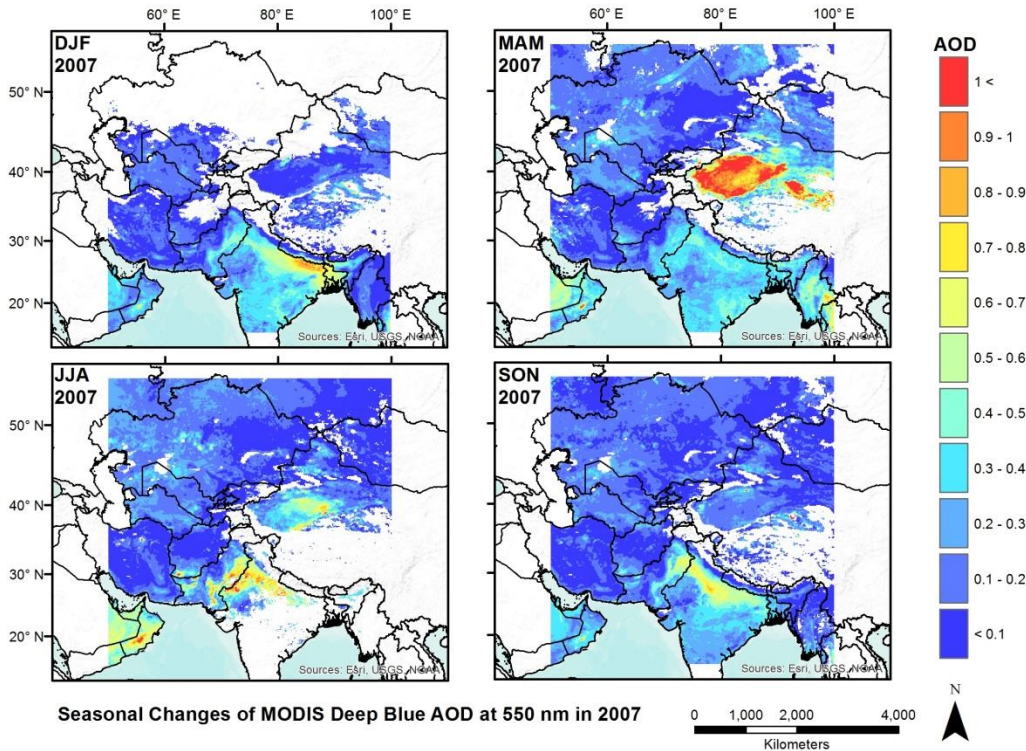 60° E 80° E 100° E 60° E 80° E 100° E
DJF
2007
50° N
40° N
30° N
20° N
Sources: Esri, USGS, NOAA
MAM
2007
Sources: Esri, USGS, NOAA
JJA
2007
50° N
40° N
30° N
20° N
Sources: Esri, USGS, NOAA
SON
2007
Sources: Esri, USGS, NOAA
AOD
1 <
0.9 - 1
0.8 - 0.9
0.7 - 0.8
0.6 - 0.7
0.5 - 0.6
0.4 - 0.5
0.3 - 0.4
0.2 - 0.3
0.1 - 0.2
< 0.1
N
Seasonal Changes of MODIS Deep Blue AOD at 550 nm in 2007
0 1,000 2,000 4,000
Kilometers